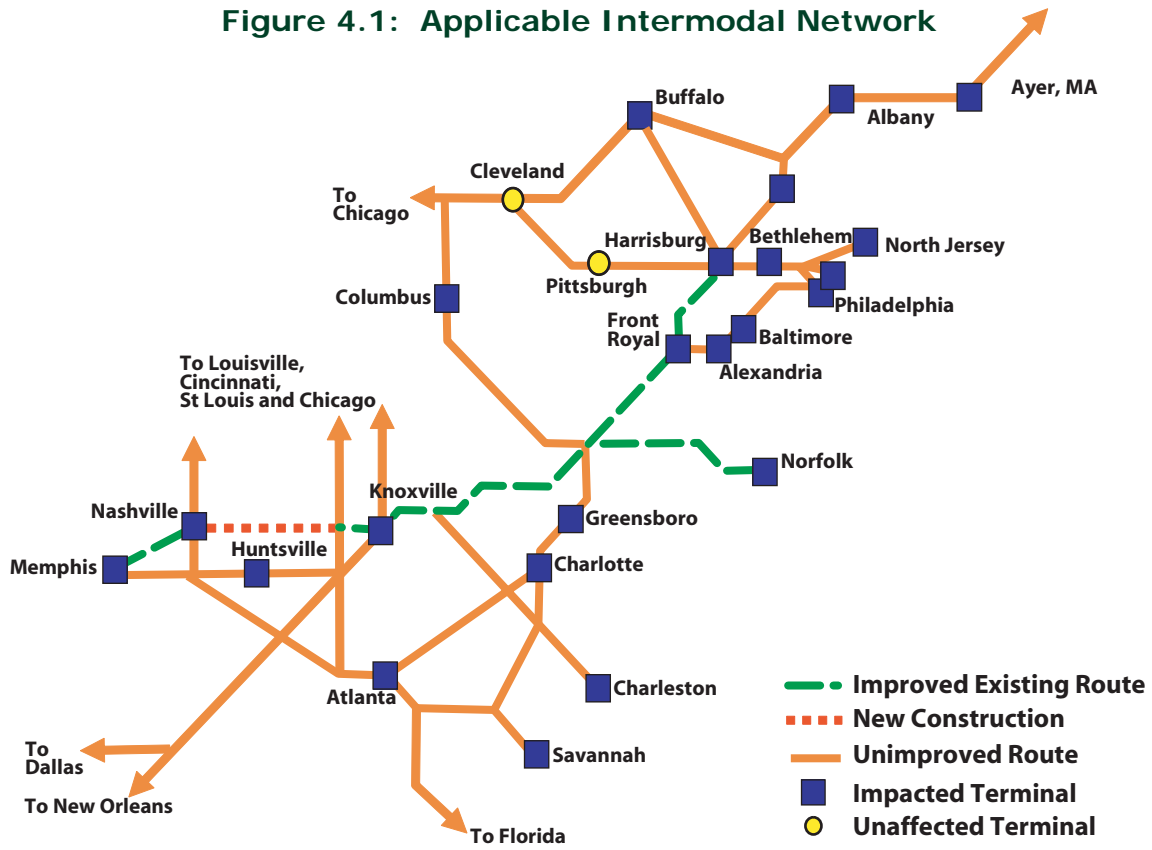 Figure 4.1: Applicable Intermodal Network
Ayer, MA
Buffalo
Albany
Cleveland
To
Chicago
Harrisburg
Bethlehem
North Jersey
Pittsburgh
Columbus
Philadelphia
Front
Royal
Baltimore
Alexandria
To Louisville,
Cincinnati,
St Louis and Chicago
Norfolk
Knoxville
Nashville
Greensboro
Huntsville
Memphis
Charlotte
Atlanta
Charleston
Savannah
To
Dallas
To New Orleans
To Florida
Improved Existing Route
New Construction
Unimproved Route
Impacted Terminal
Unaffected Terminal